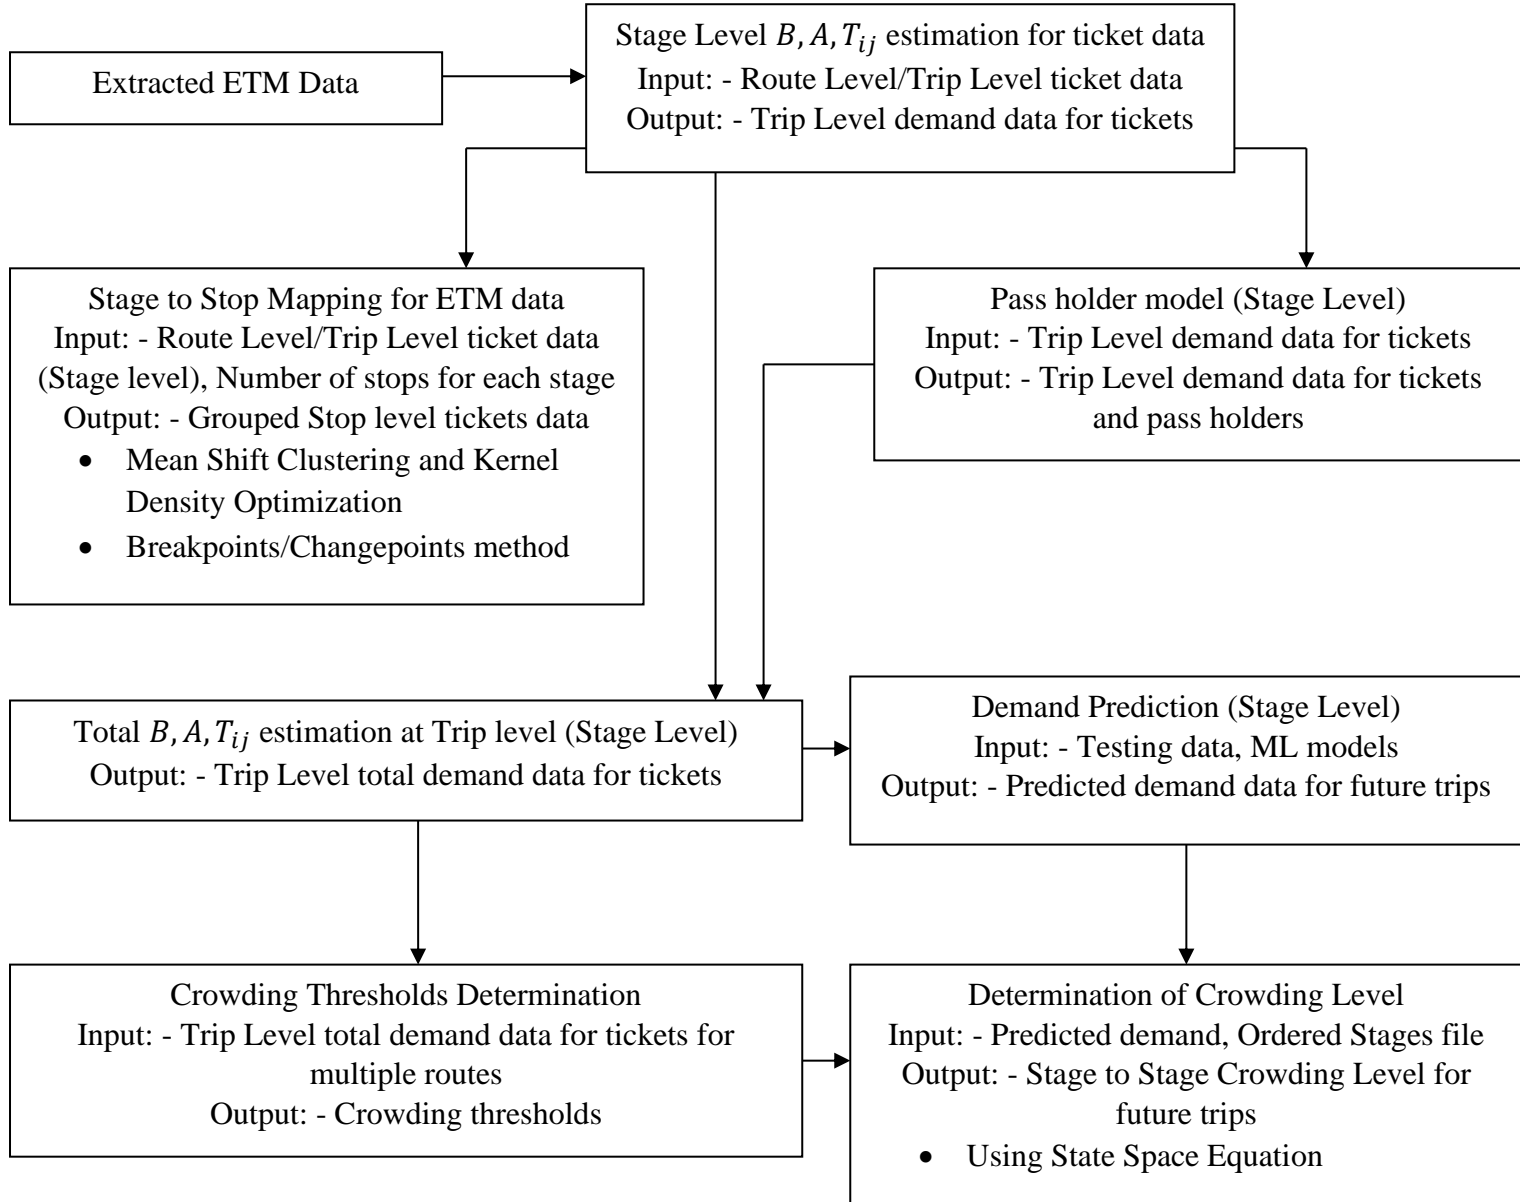 Extracted ETM Data
Stage Level B, A, T_{ij} estimation for ticket data
Input: - Route Level/Trip Level ticket data
Output: - Trip Level demand data for tickets
Stage to Stop Mapping for ETM data
Input: - Route Level/Trip Level ticket data
(Stage level), Number of stops for each stage
Output: - Grouped Stop level tickets data
• Mean Shift Clustering and Kernel
Density Optimization
• Breakpoints/Changepoints method
Pass holder model (Stage Level)
Input: - Trip Level demand data for tickets
Output: - Trip Level demand data for tickets
and pass holders
Total B, A, T_{ij} estimation at Trip level (Stage Level)
Output: - Trip Level total demand data for tickets
Demand Prediction (Stage Level)
Input: - Testing data, ML models
Output: - Predicted demand data for future trips
Crowding Thresholds Determination
Input: - Trip Level total demand data for tickets for
multiple routes
Output: - Crowding thresholds
Determination of Crowding Level
Input: - Predicted demand, Ordered Stages file
Output: - Stage to Stage Crowding Level for
future trips
• Using State Space Equation